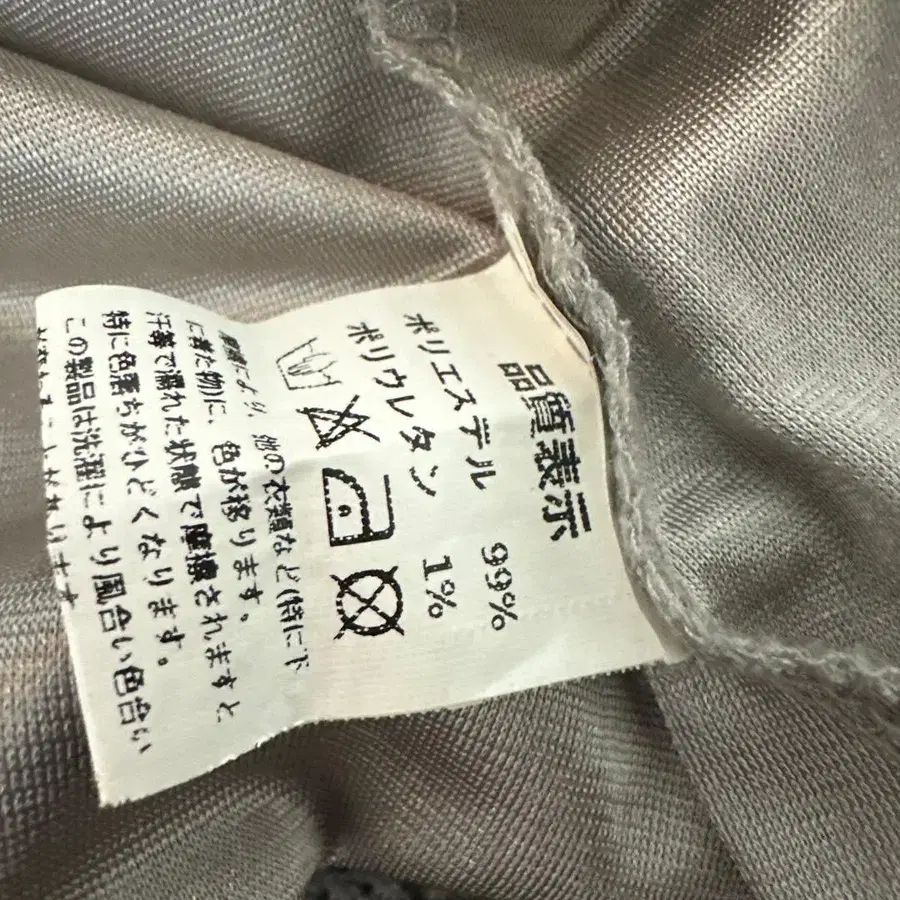 品質表示
ポリエステル 99%
ポリウレタン 1%
により 他の衣類など(特に下
に着た物)に、色が移ります。
汗等で濡れた状態で摩擦されますと
特に色落ちがひどくなります。
この製品は洗濯により風合い色合い